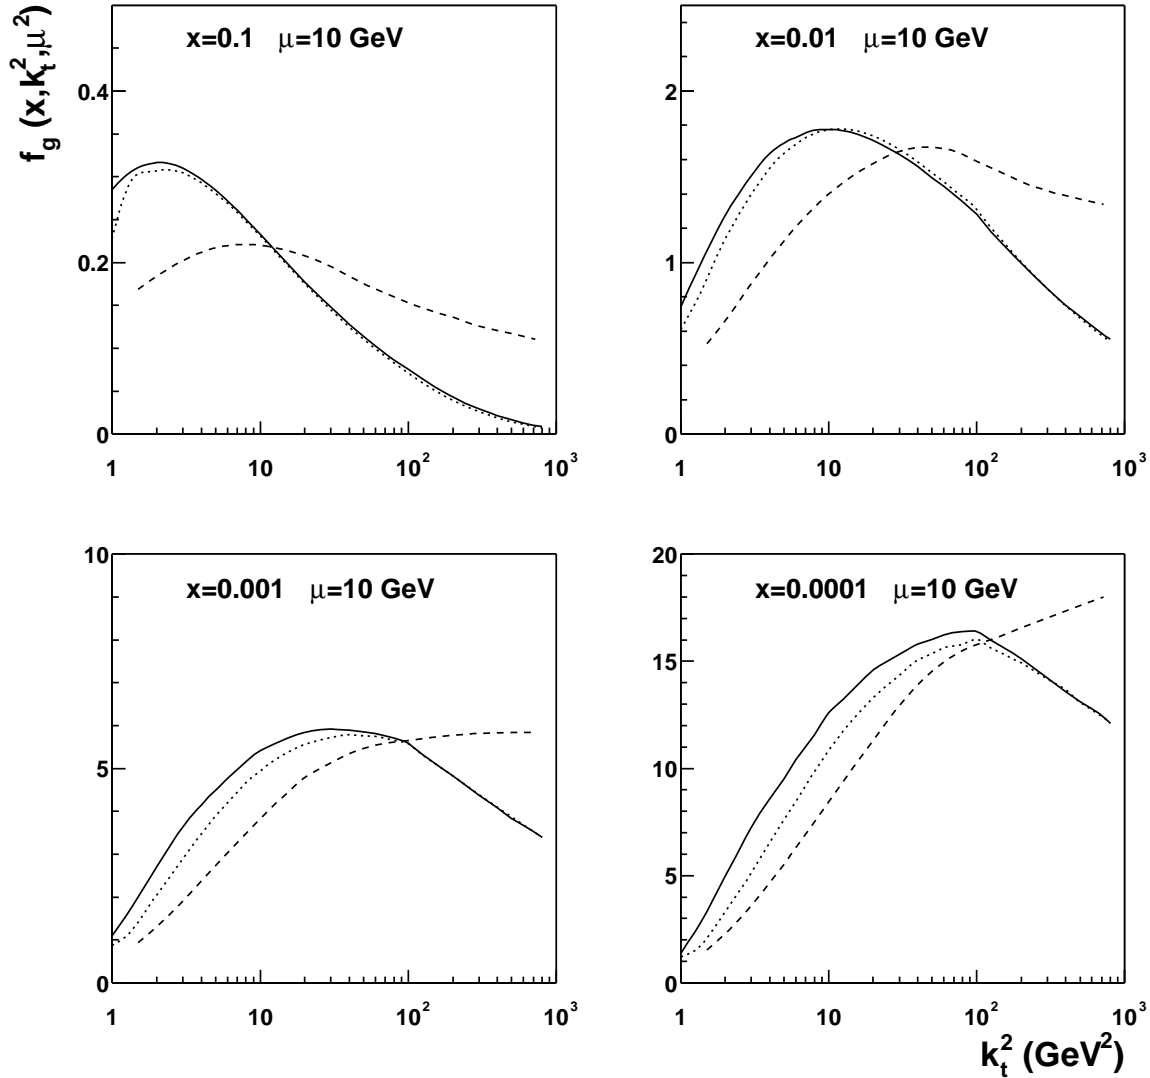 f_g (x,k_t^2,μ^2)
x=0.1 μ=10 GeV
0.4
0.2
0
1 10 10^2 10^3
x=0.01 μ=10 GeV
2
1
0
1 10 10^2 10^3
x=0.001 μ=10 GeV
10
5
0
1 10 10^2 10^3
x=0.0001 μ=10 GeV
20
15
10
5
0
1 10 10^2 10^3
k_t^2 (GeV^2)